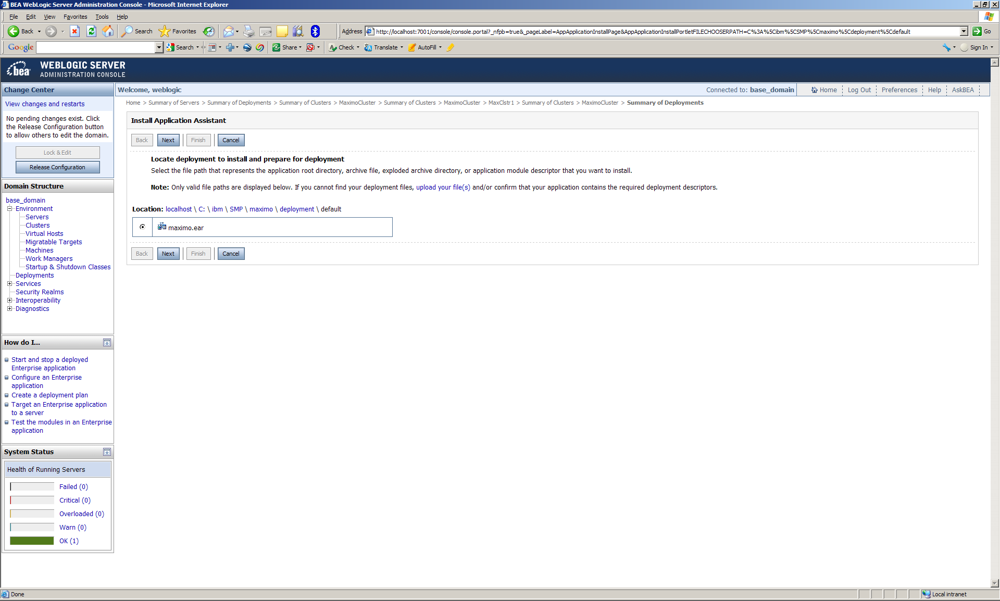 BEA WebLogic Server Administration Console - Microsoft Internet Explorer
File Edit View Favorites Tools Help
Back Search Favorites Address http://localhost:7001/console/console.portal?_nfpb=true&_pageLabel=AppApplicationInstallPage&AppApplicationInstallPortletFILECHOOSERPATH=C%3A%5Cibm%5CSMP%5Cmaximo%5Cdeployment%5Cdefault Go
Google Search Share Check Translate AutoFill Sign In
bea WEBLOGIC SERVER
ADMINISTRATION CONSOLE
Change Center
View changes and restarts
No pending changes exist. Click
the Release Configuration button
to allow others to edit the domain.
Lock & Edit
Release Configuration
Domain Structure
base_domain
Environment
Servers
Clusters
Virtual Hosts
Migratable Targets
Machines
Work Managers
Startup & Shutdown Classes
Deployments
Services
Security Realms
Interoperability
Diagnostics
How do I...
Start and stop a deployed
Enterprise application
Configure an Enterprise
application
Create a deployment plan
Target an Enterprise application
to a server
Test the modules in an Enterprise
application
System Status
Health of Running Servers
Failed (0)
Critical (0)
Overloaded (0)
Warn (0)
OK (1)
Welcome, weblogic Connected to: base_domain Home Log Out Preferences Help AskBEA
Home > Summary of Servers > Summary of Deployments > Summary of Clusters > MaximoCluster > Summary of Clusters > MaximoCluster > MaxClstr1 > Summary of Clusters > MaximoCluster > Summary of Deployments
Install Application Assistant
Back Next Finish Cancel
Locate deployment to install and prepare for deployment
Select the file path that represents the application root directory, archive file, exploded archive directory, or application module descriptor that you want to install.
Note: Only valid file paths are displayed below. If you cannot find your deployment files, upload your file(s) and/or confirm that your application contains the required deployment descriptors.
Location: localhost \ C: \ ibm \ SMP \ maximo \ deployment \ default
maximo.ear
Back Next Finish Cancel
Done Local intranet